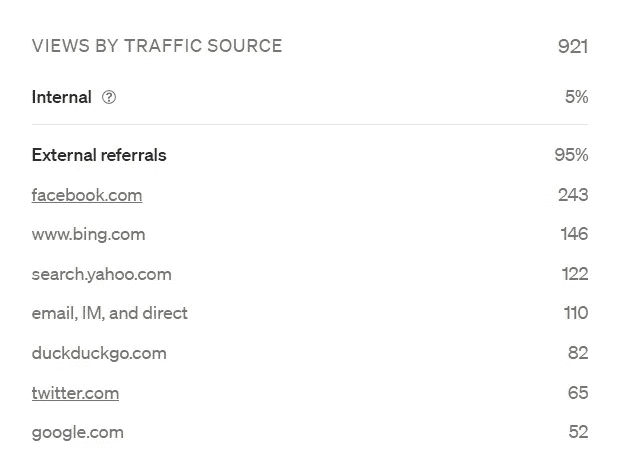 VIEWS BY TRAFFIC SOURCE 921
Internal ? 5%
External referrals 95%
facebook.com 243
www.bing.com 146
search.yahoo.com 122
email, IM, and direct 110
duckduckgo.com 82
twitter.com 65
google.com 52